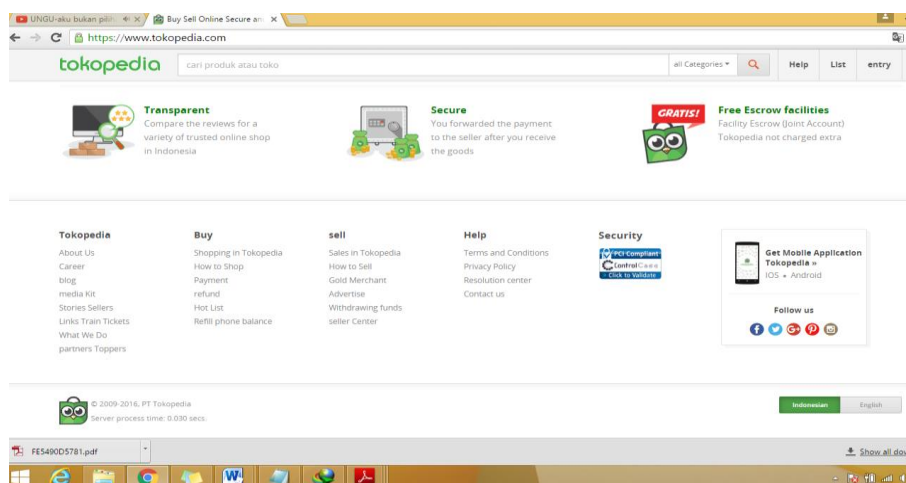 UNGU-aku bukan pilih
Buy Sell Online Secure an
https://www.tokopedia.com
tokopedia
cari produk atau toko
all Categories
Help
List
entry
Transparent
Compare the reviews for a
variety of trusted online shop
in Indonesia
Secure
You forwarded the payment
to the seller after you receive
the goods
GRATIS!
Free Escrow facilities
Facility Escrow (Joint Account)
Tokopedia not charged extra
Tokopedia
About Us
Career
blog
media Kit
Stories Sellers
Links Train Tickets
What We Do
partners Toppers
Buy
Shopping in Tokopedia
How to Shop
Payment
refund
Hot List
Refill phone balance
sell
Sales in Tokopedia
How to Sell
Gold Merchant
Advertise
Withdrawing funds
seller Center
Help
Terms and Conditions
Privacy Policy
Resolution center
Contact us
Security
PCI Compliant
ControlCase
Click to Validate
Get Mobile Application
Tokopedia »
iOS • Android
Follow us
© 2009-2016, PT Tokopedia
Server process time: 0.030 secs.
Indonesian
English
FE5490D5781.pdf
Show all dow